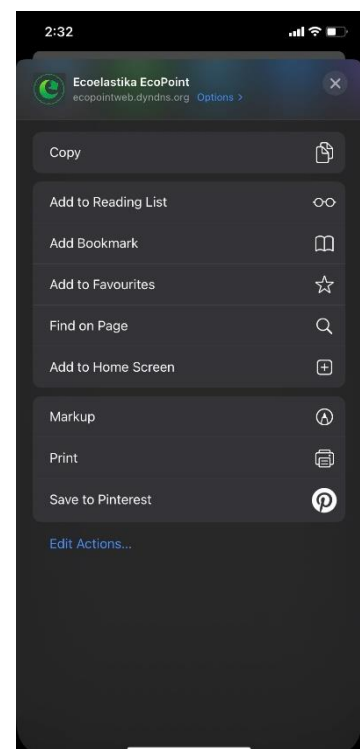 2:32
Ecoelastika EcoPoint
ecopointweb.dyndns.org Options >
Copy
Add to Reading List
Add Bookmark
Add to Favourites
Find on Page
Add to Home Screen
Markup
Print
Save to Pinterest
Edit Actions...